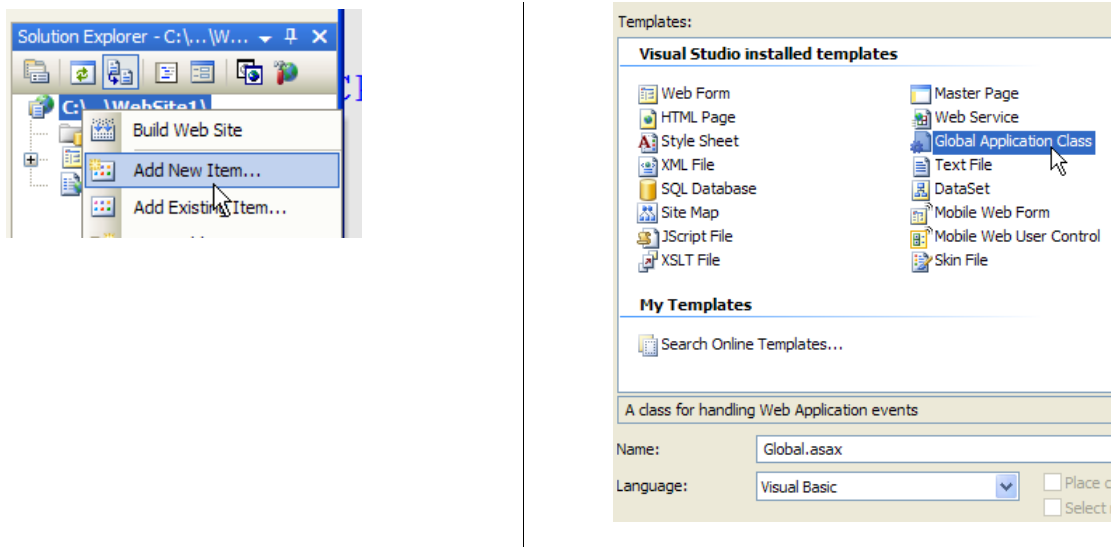 Solution Explorer - C:\...\W...
C:\...\WebSite1\
Build Web Site
Add New Item...
Add Existing Item...
Templates:
Visual Studio installed templates
Web Form
HTML Page
Style Sheet
XML File
SQL Database
Site Map
JScript File
XSLT File
Master Page
Web Service
Global Application Class
Text File
DataSet
Mobile Web Form
Mobile Web User Control
Skin File
My Templates
Search Online Templates...
A class for handling Web Application events
Name:
Global.asax
Language:
Visual Basic
Place
Select